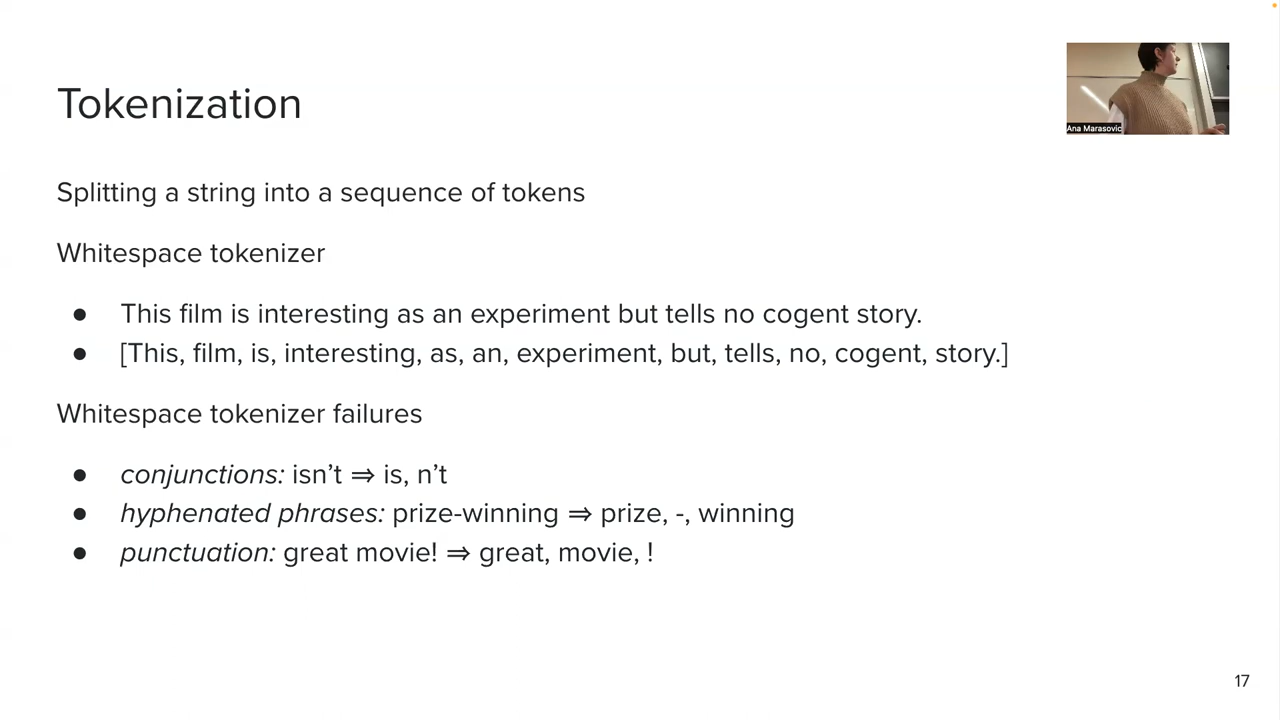 Tokenization
Ana Marasovic
Splitting a string into a sequence of tokens
Whitespace tokenizer
● This film is interesting as an experiment but tells no cogent story.
● [This, film, is, interesting, as, an, experiment, but, tells, no, cogent, story.]
Whitespace tokenizer failures
● conjunctions: isn’t ⇒ is, n’t
● hyphenated phrases: prize-winning ⇒ prize, -, winning
● punctuation: great movie! ⇒ great, movie, !
17